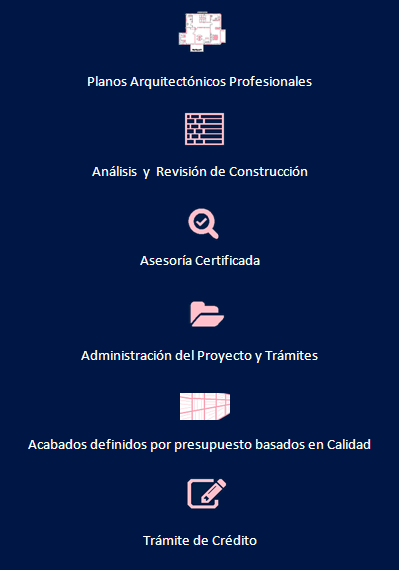 Planos Arquitectónicos Profesionales
Análisis y Revisión de Construcción
Asesoría Certificada
Administración del Proyecto y Trámites
Acabados definidos por presupuesto basados en Calidad
Trámite de Crédito